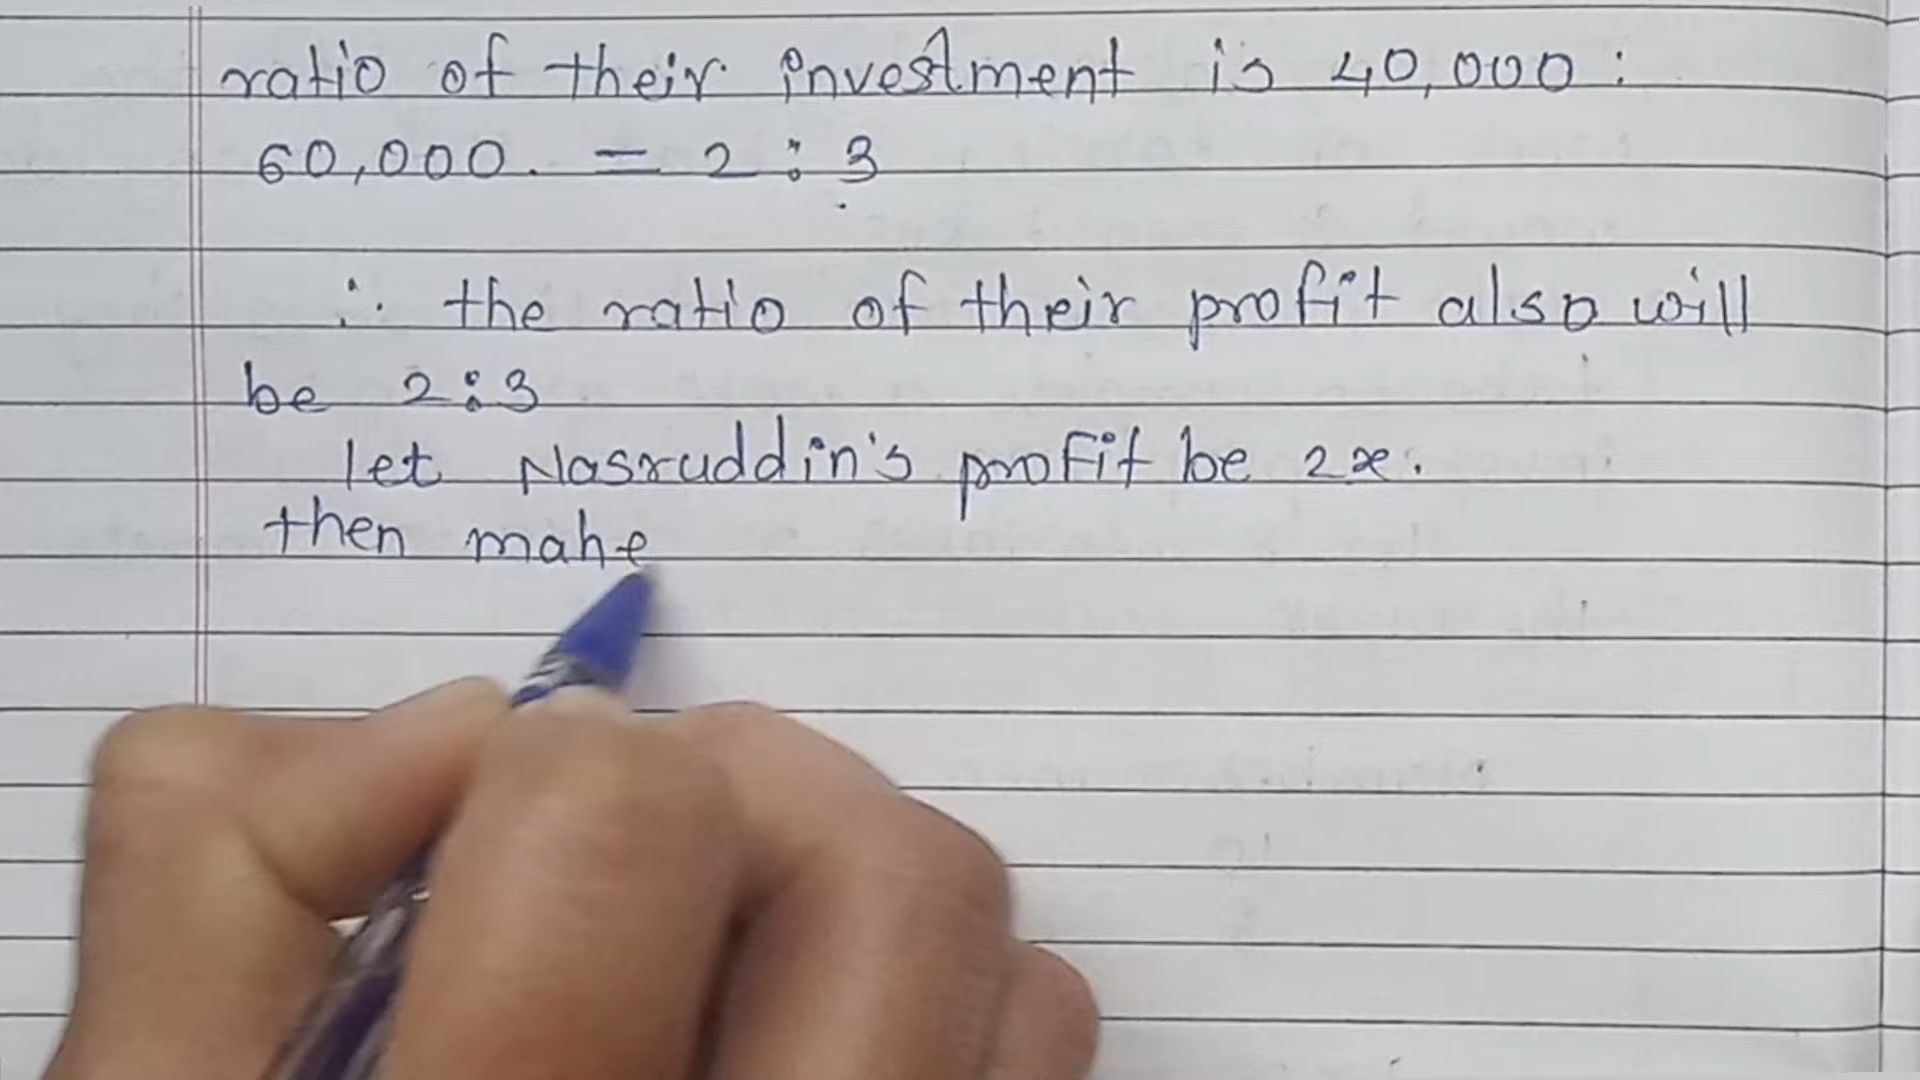 ratio of their investment is 40,000 :
60,000. = 2 : 3
∴ the ratio of their profit also will
be 2:3
let Nasruddin's profit be 2x.
then mahe